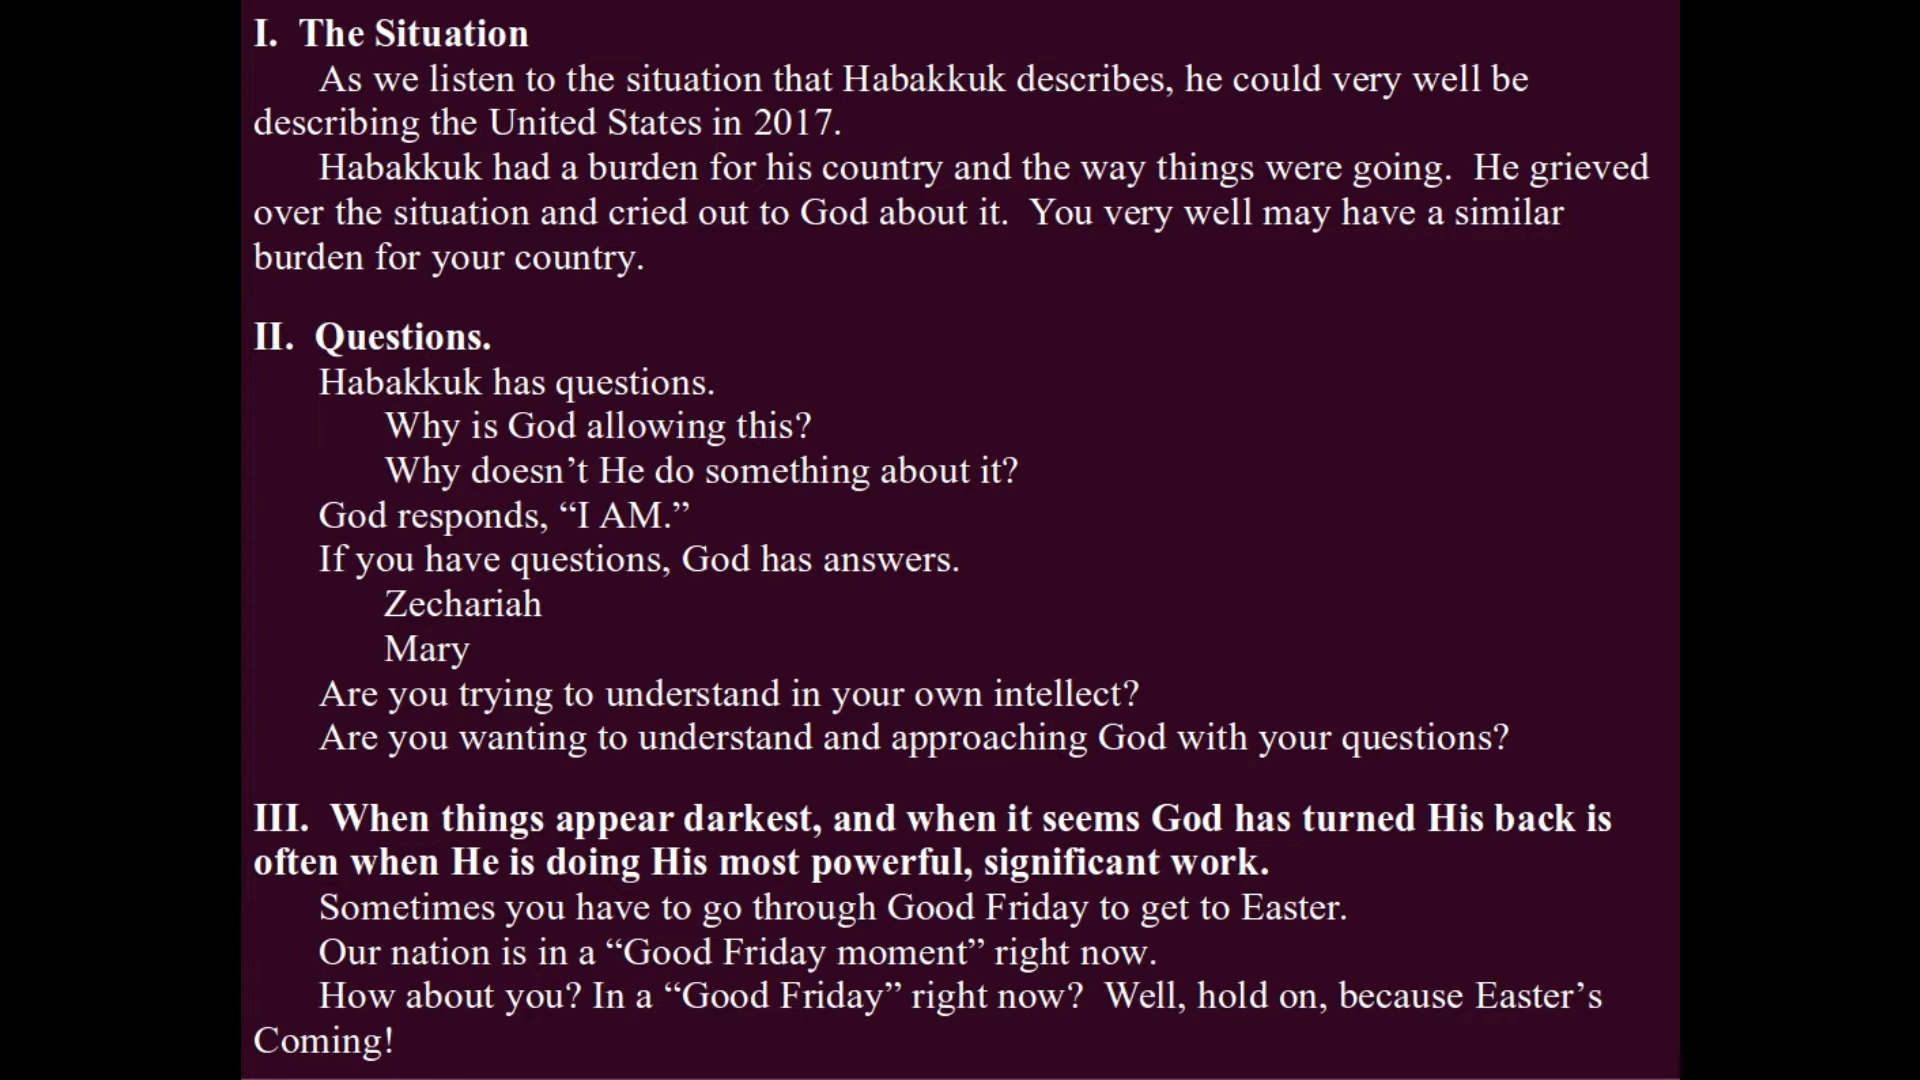 I. The Situation
As we listen to the situation that Habakkuk describes, he could very well be
describing the United States in 2017.
Habakkuk had a burden for his country and the way things were going. He grieved
over the situation and cried out to God about it. You very well may have a similar
burden for your country.
II. Questions.
Habakkuk has questions.
Why is God allowing this?
Why doesn’t He do something about it?
God responds, “I AM.”
If you have questions, God has answers.
Zechariah
Mary
Are you trying to understand in your own intellect?
Are you wanting to understand and approaching God with your questions?
III. When things appear darkest, and when it seems God has turned His back is
often when He is doing His most powerful, significant work.
Sometimes you have to go through Good Friday to get to Easter.
Our nation is in a “Good Friday moment” right now.
How about you? In a “Good Friday” right now? Well, hold on, because Easter’s
Coming!